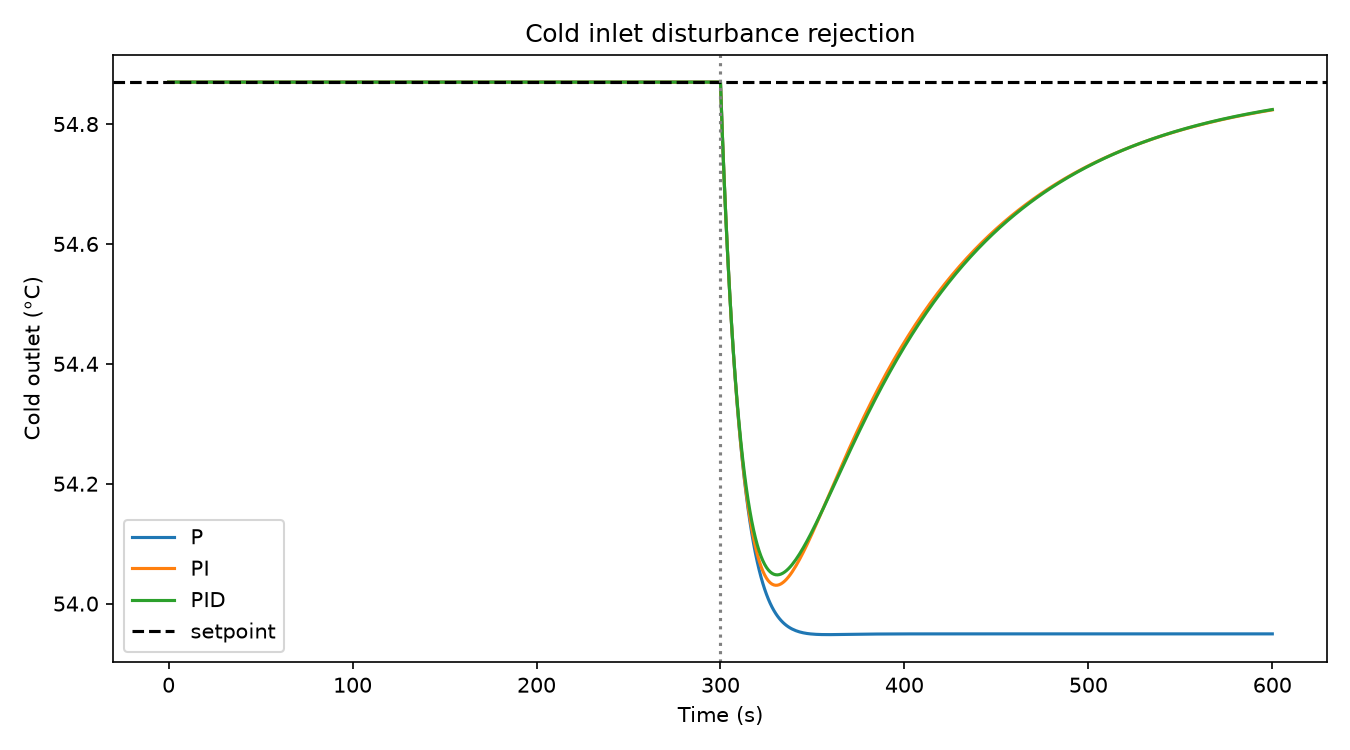 Cold inlet disturbance rejection
Cold outlet (°C)
54.8
54.6
54.4
54.2
54.0
P
PI
PID
setpoint
0 100 200 300 400 500 600
Time (s)